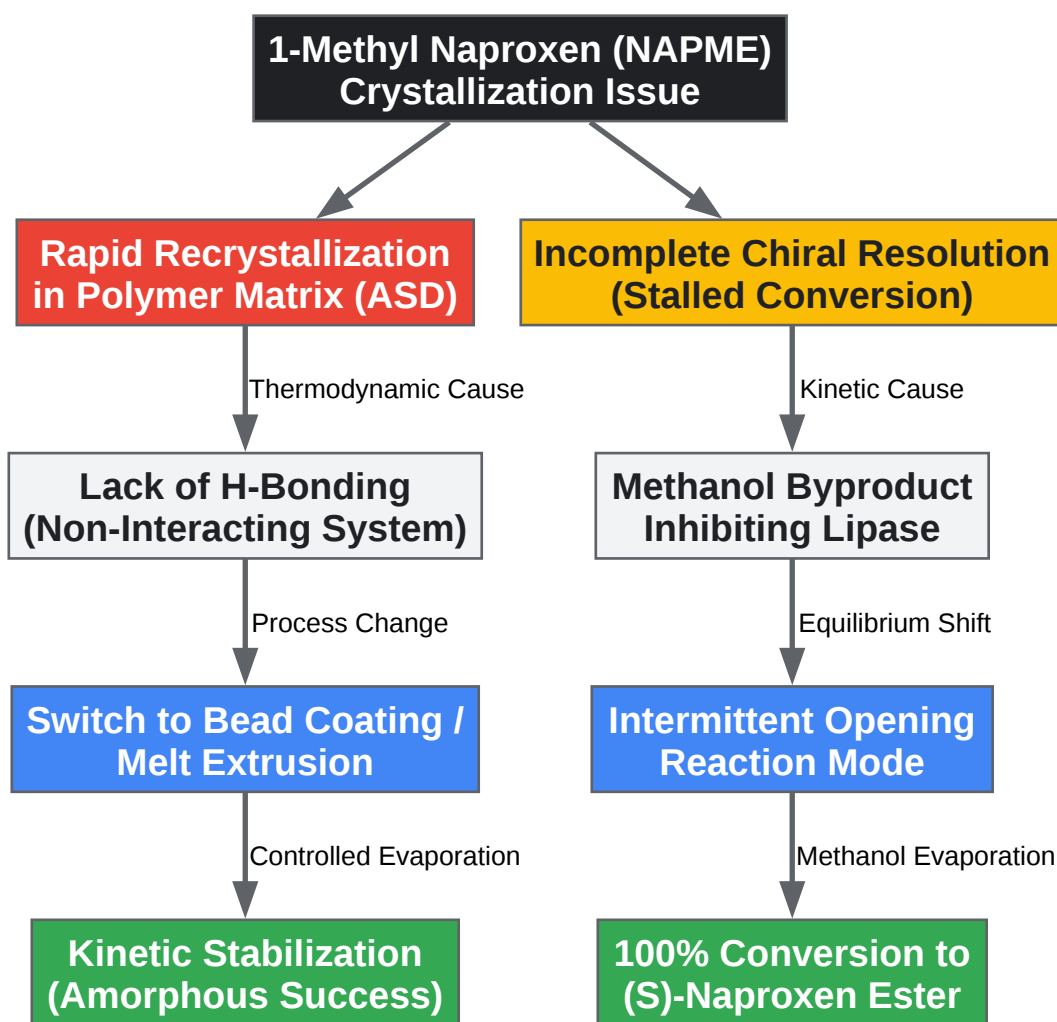 1-Methyl Naproxen (NAPME)
Crystallization Issue
Rapid Recrystallization
in Polymer Matrix (ASD)
Incomplete Chiral Resolution
(Stalled Conversion)
Thermodynamic Cause
Kinetic Cause
Lack of H-Bonding
(Non-Interacting System)
Methanol Byproduct
Inhibiting Lipase
Process Change
Equilibrium Shift
Switch to Bead Coating /
Melt Extrusion
Intermittent Opening
Reaction Mode
Controlled Evaporation
Methanol Evaporation
Kinetic Stabilization
(Amorphous Success)
100% Conversion to
(S)-Naproxen Ester